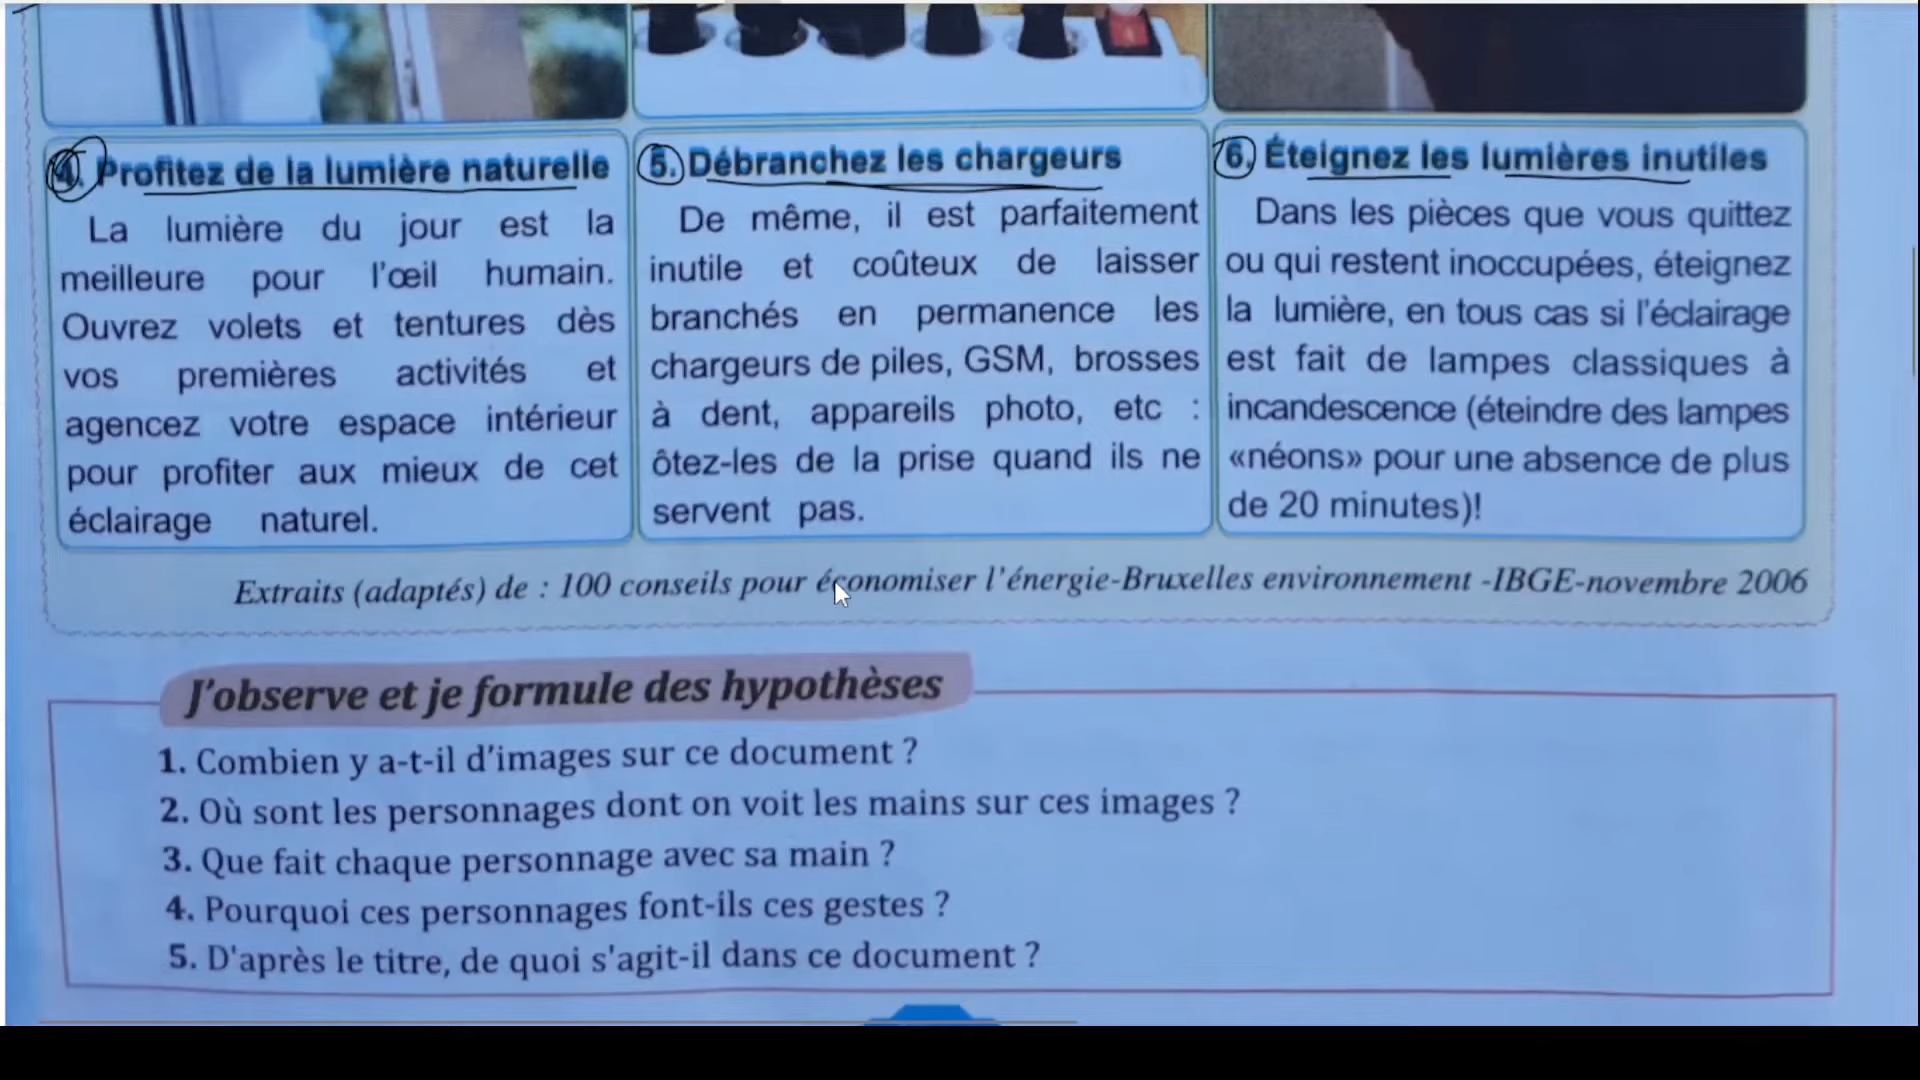 4. Profitez de la lumière naturelle
La lumière du jour est la
meilleure pour l'œil humain.
Ouvrez volets et tentures dès
vos premières activités et
agencez votre espace intérieur
pour profiter aux mieux de cet
éclairage naturel.
5. Débranchez les chargeurs
De même, il est parfaitement
inutile et coûteux de laisser
branchés en permanence les
chargeurs de piles, GSM, brosses
à dent, appareils photo, etc :
ôtez-les de la prise quand ils ne
servent pas.
6. Éteignez les lumières inutiles
Dans les pièces que vous quittez
ou qui restent inoccupées, éteignez
la lumière, en tous cas si l'éclairage
est fait de lampes classiques à
incandescence (éteindre des lampes
«néons» pour une absence de plus
de 20 minutes)!
Extraits (adaptés) de : 100 conseils pour économiser l'énergie-Bruxelles environnement -IBGE-novembre 2006
J'observe et je formule des hypothèses
1. Combien y a-t-il d'images sur ce document ?
2. Où sont les personnages dont on voit les mains sur ces images ?
3. Que fait chaque personnage avec sa main ?
4. Pourquoi ces personnages font-ils ces gestes ?
5. D'après le titre, de quoi s'agit-il dans ce document ?